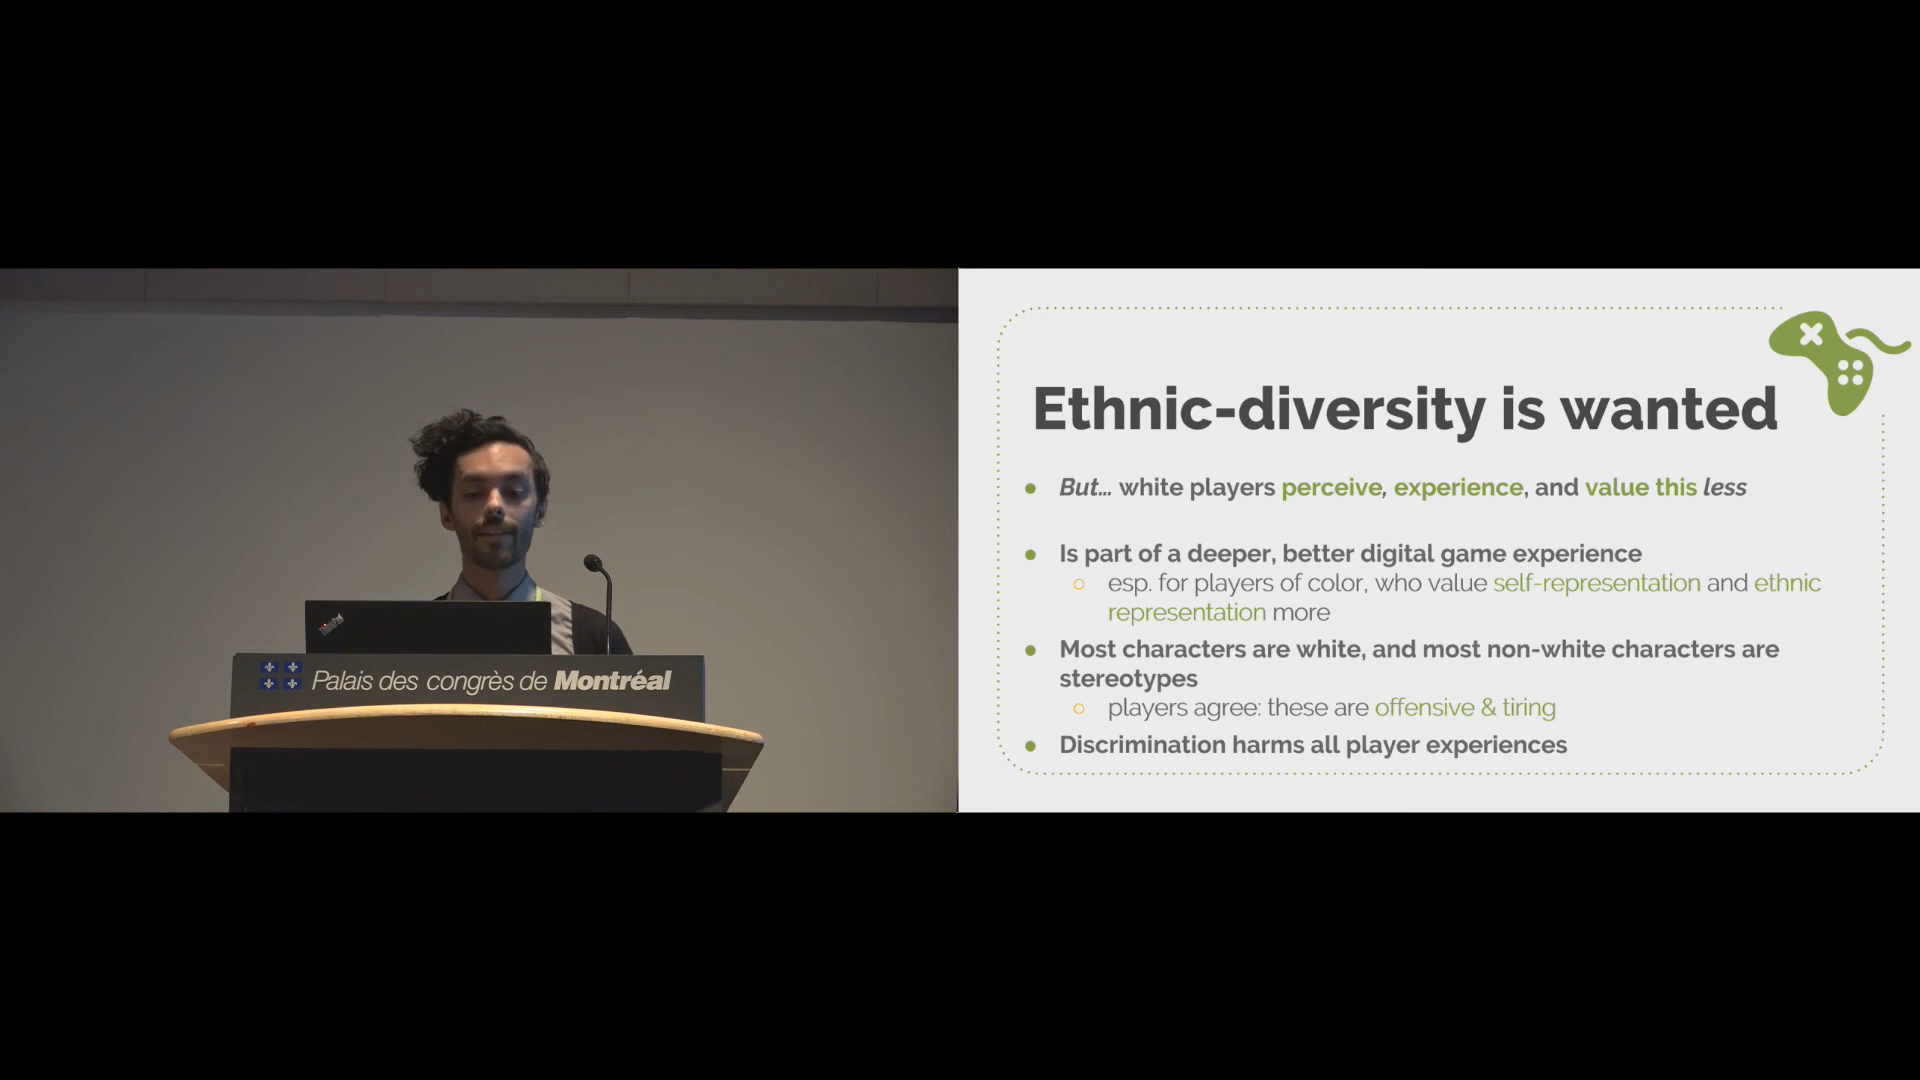 ThinkPad
Palais des congrès de Montréal
Ethnic-diversity is wanted
But... white players perceive, experience, and value this less
Is part of a deeper, better digital game experience
esp. for players of color, who value self-representation and ethnic
representation more
Most characters are white, and most non-white characters are
stereotypes
players agree: these are offensive & tiring
Discrimination harms all player experiences